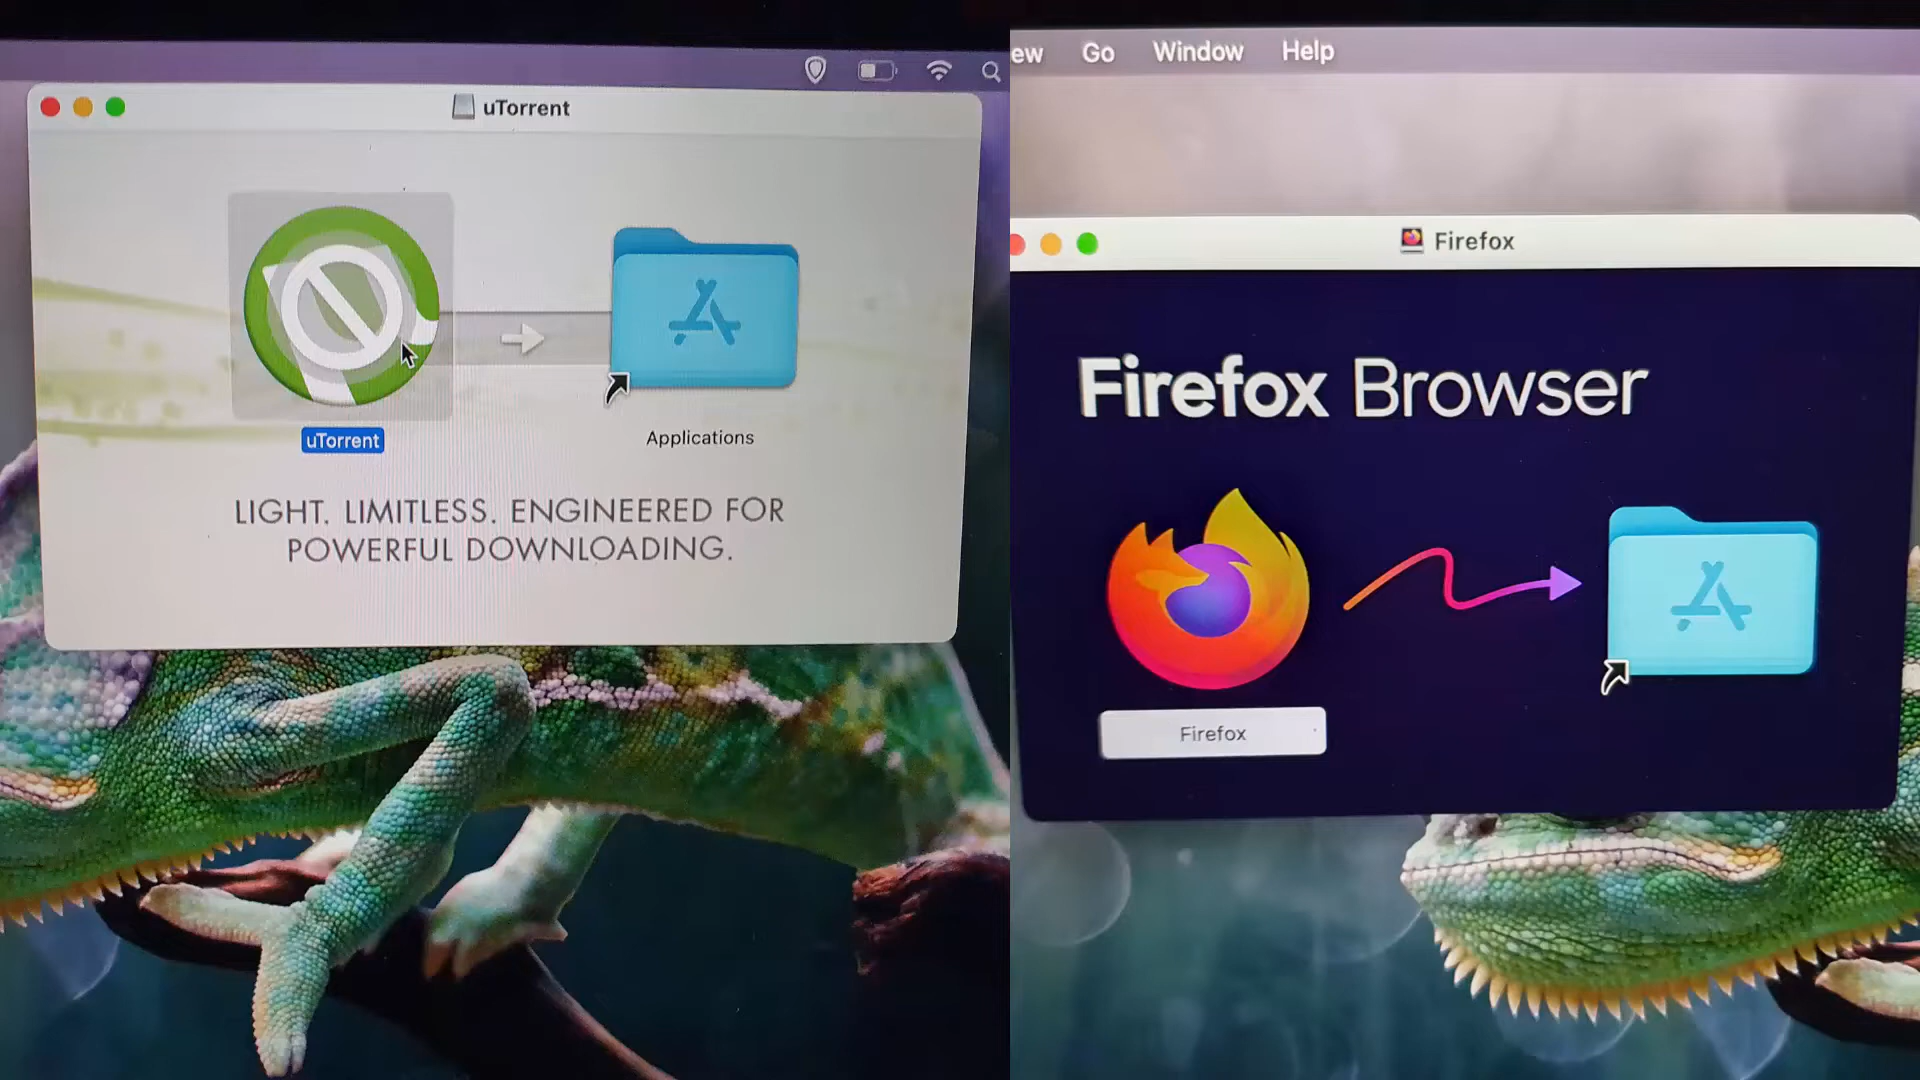 uTorrent
uTorrent
Applications
LIGHT. LIMITLESS. ENGINEERED FOR
POWERFUL DOWNLOADING.
ew Go Window Help
Firefox
Firefox Browser
Firefox